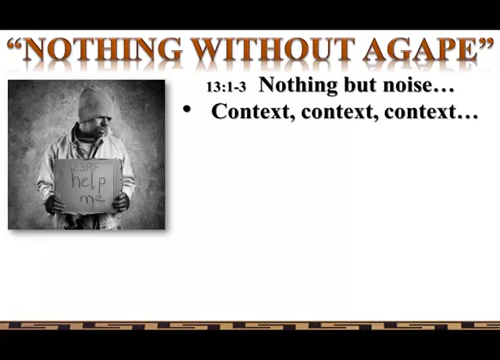 “NOTHING WITHOUT AGAPE”
13:1-3 Nothing but noise…
• Context, context, context…
help
me